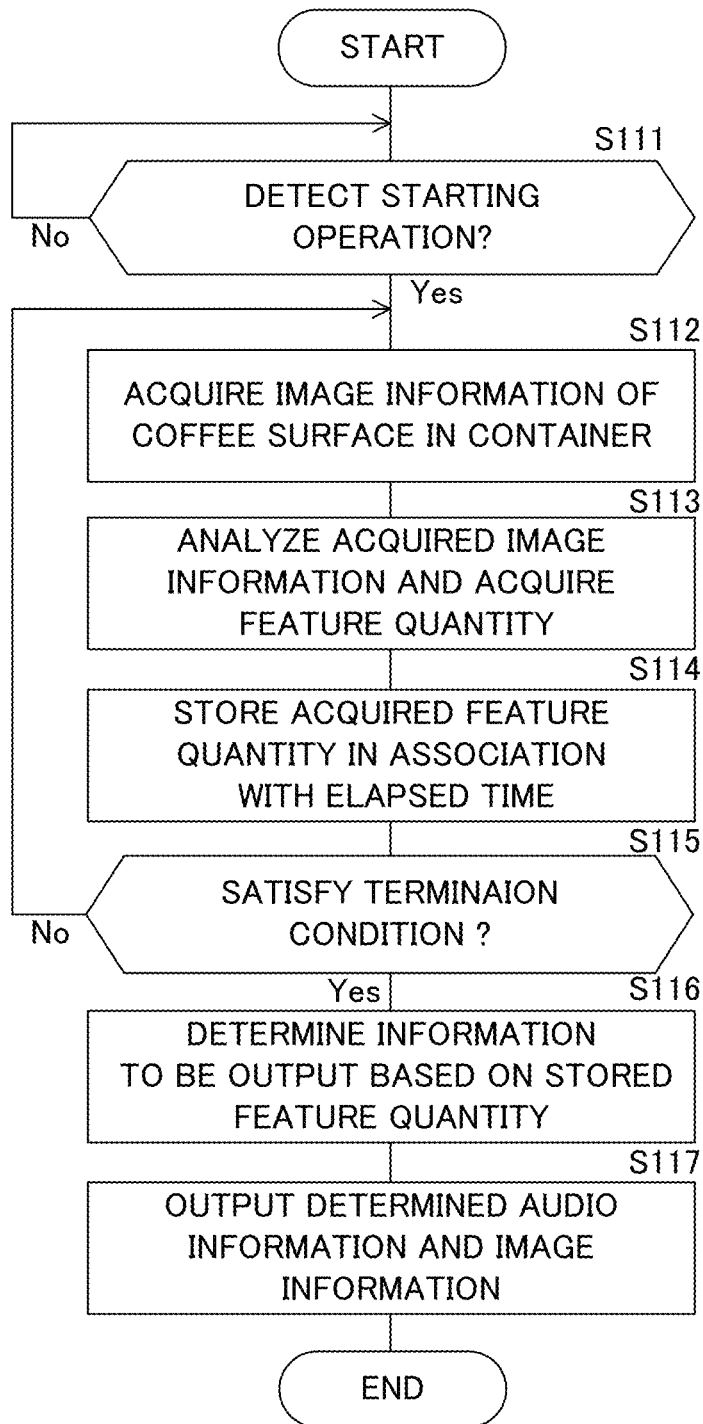 START
S111
DETECT STARTING
OPERATION?
No
Yes
S112
ACQUIRE IMAGE INFORMATION OF
COFFEE SURFACE IN CONTAINER
S113
ANALYZE ACQUIRED IMAGE
INFORMATION AND ACQUIRE
FEATURE QUANTITY
S114
STORE ACQUIRED FEATURE
QUANTITY IN ASSOCIATION
WITH ELAPSED TIME
S115
SATISFY TERMINAION
CONDITION ?
No
Yes
S116
DETERMINE INFORMATION
TO BE OUTPUT BASED ON STORED
FEATURE QUANTITY
S117
OUTPUT DETERMINED AUDIO
INFORMATION AND IMAGE
INFORMATION
END